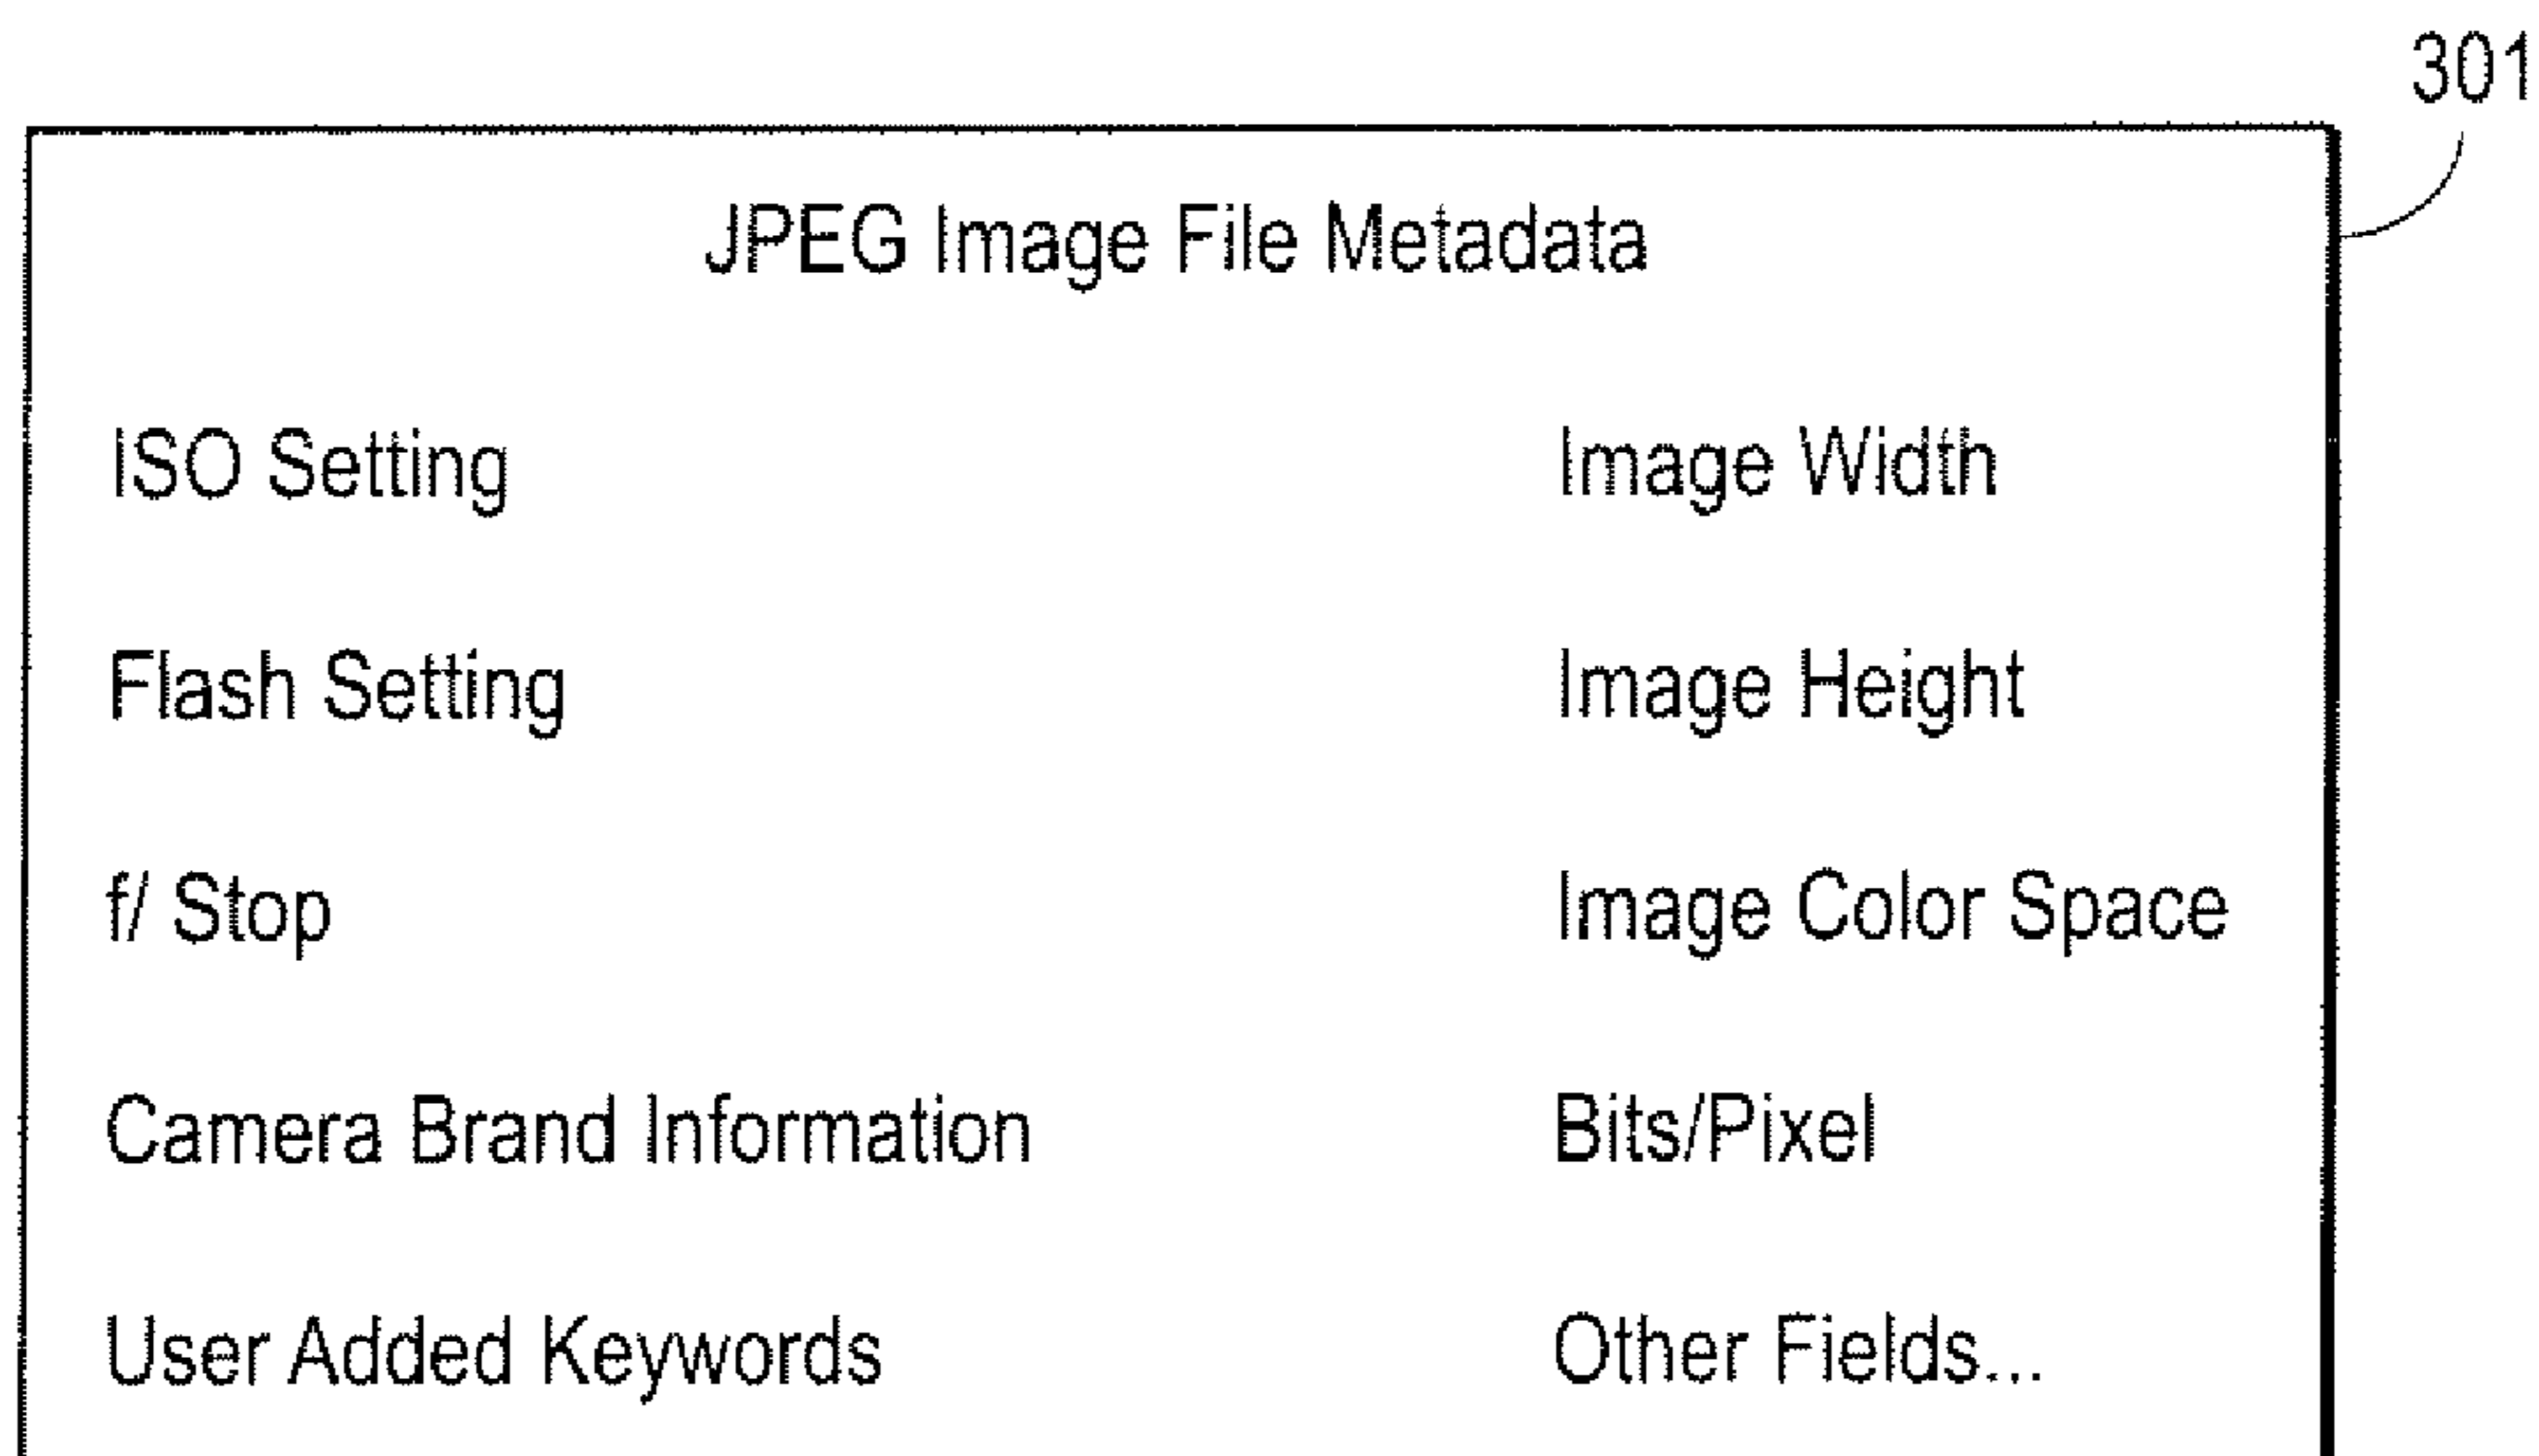 301
JPEG Image File Metadata
ISO Setting
Image Width
Flash Setting
Image Height
f/ Stop
Image Color Space
Camera Brand Information
Bits/Pixel
User Added Keywords
Other Fields...